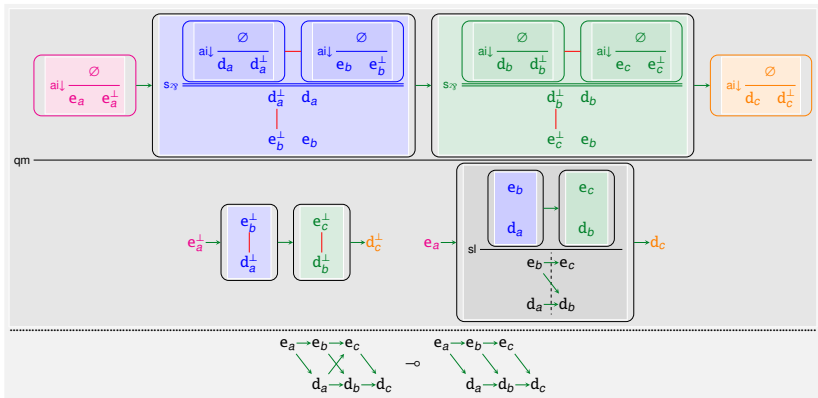 ∅ ∅ ∅ ∅
ai↓ ai↓ ai↓ ai↓
d_a d_a^⊥ e_b e_b^⊥ d_b d_b^⊥ e_c e_c^⊥
∅ ∅
ai↓ s⅋ s⅋ ai↓
e_a e_a^⊥ d_c d_c^⊥
d_a^⊥ d_a d_b^⊥ d_b
e_b^⊥ e_b e_c^⊥ e_b
qm
e_b e_c
e_b^⊥ e_c^⊥
d_a d_b
e_a^⊥ → → → d_c^⊥ e_a → → → d_c
sl
d_a^⊥ d_b^⊥
e_b → e_c
d_a → d_b
e_a → e_b → e_c ⊸ e_a → e_b → e_c
d_a → d_b → d_c d_a → d_b → d_c